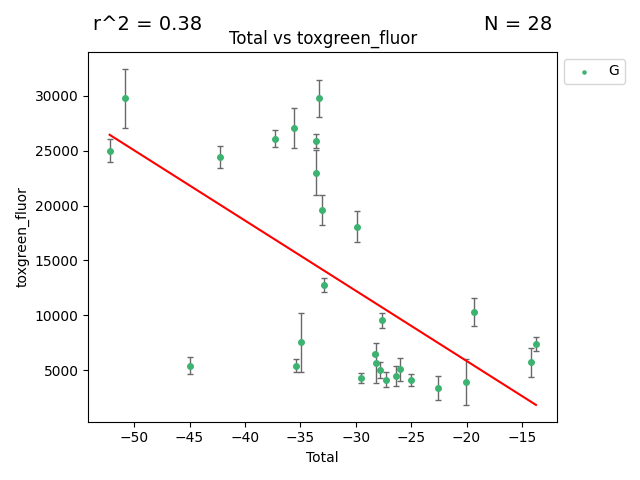 r^2 = 0.38
N = 28
Total vs toxgreen_fluor
G
30000
25000
20000
15000
10000
5000
toxgreen_fluor
−50 −45 −40 −35 −30 −25 −20 −15
Total